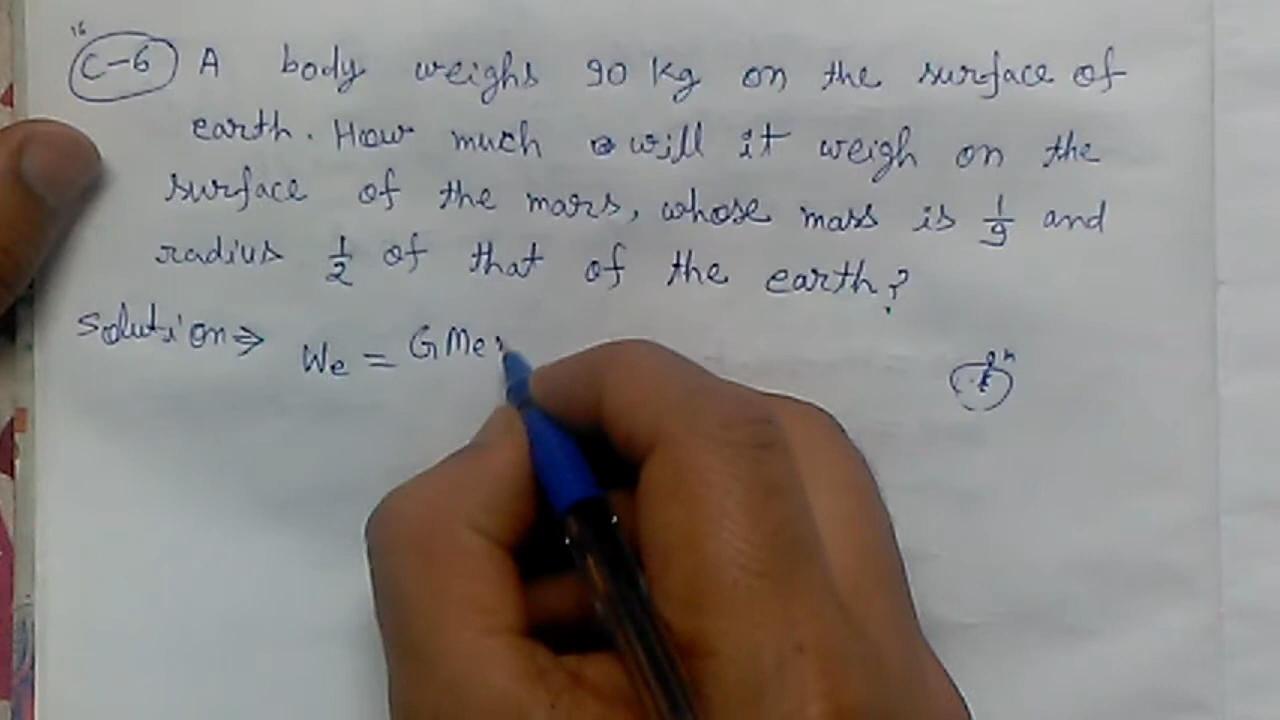 16
C-6 A body weighs 90 kg on the surface of
earth. How much will it weigh on the
surface of the mars, whose mass is 1/9 and
radius 1/2 of that of the earth?
Solution ⇒ We = GMe